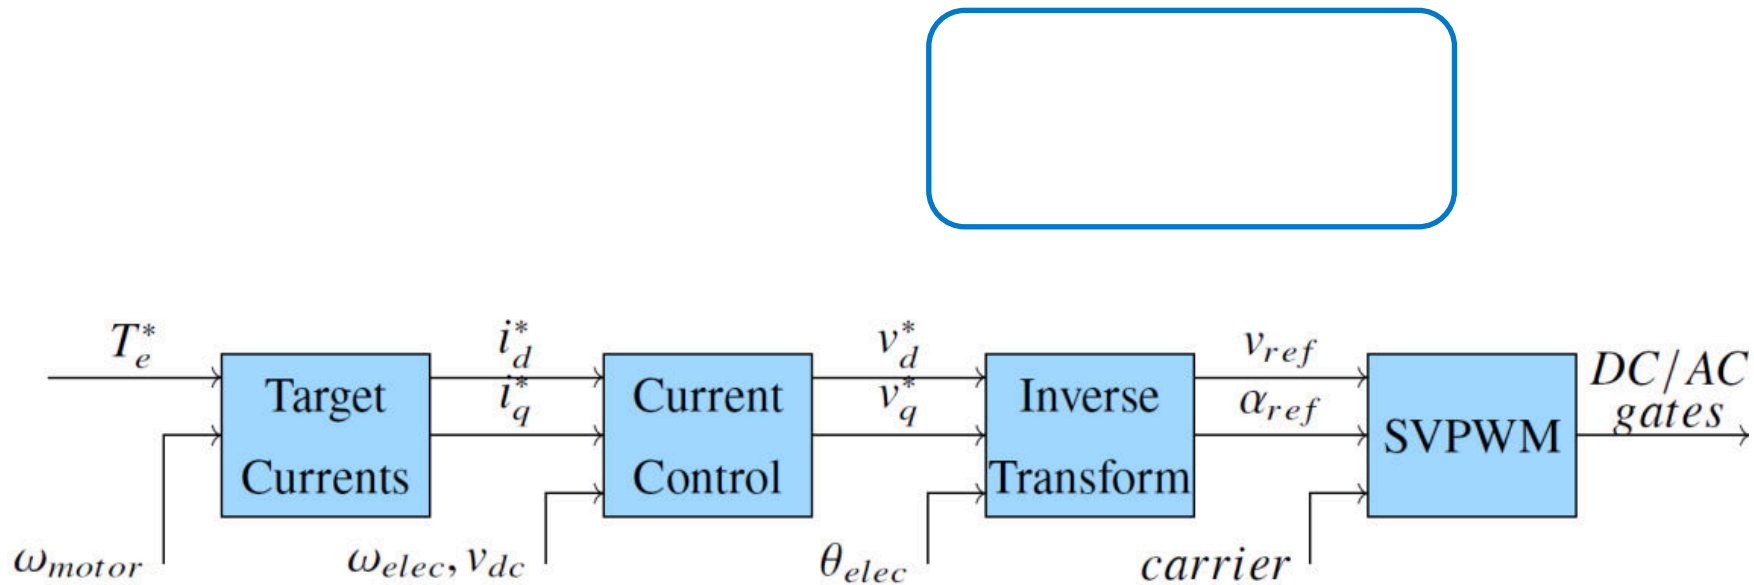 T*e
i*d
i*q
v*d
v*q
vref
αref
DC/AC
gates
Target
Currents
Current
Control
Inverse
Transform
SVPWM
ωmotor
ωelec, vdc
θelec
carrier